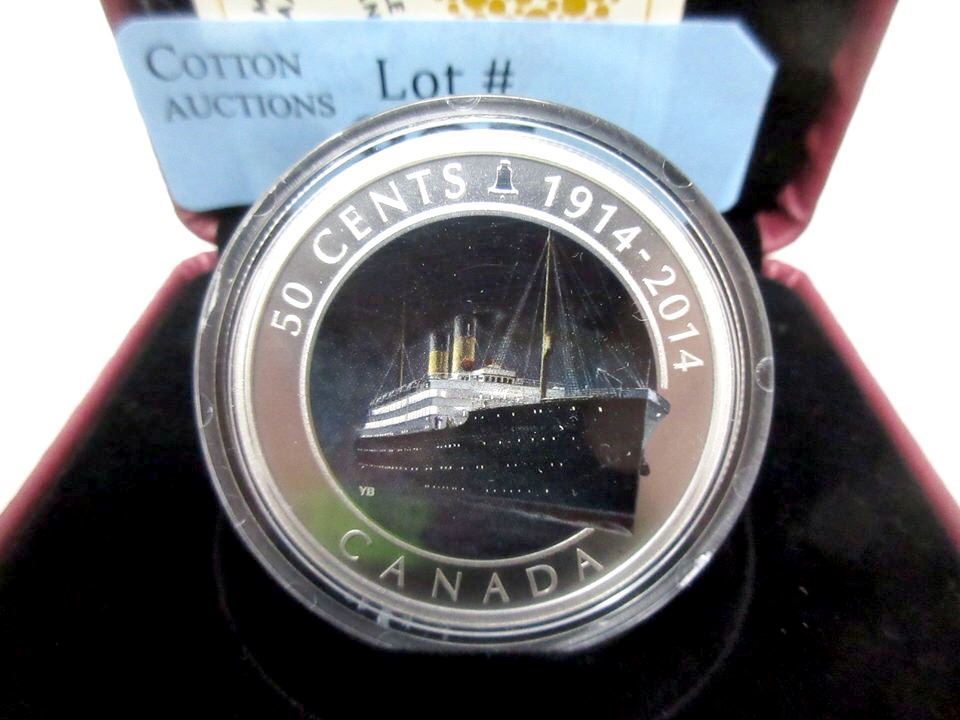 COTTON
AUCTIONS
Lot #
50 CENTS 1914-2014
YB
CANADA